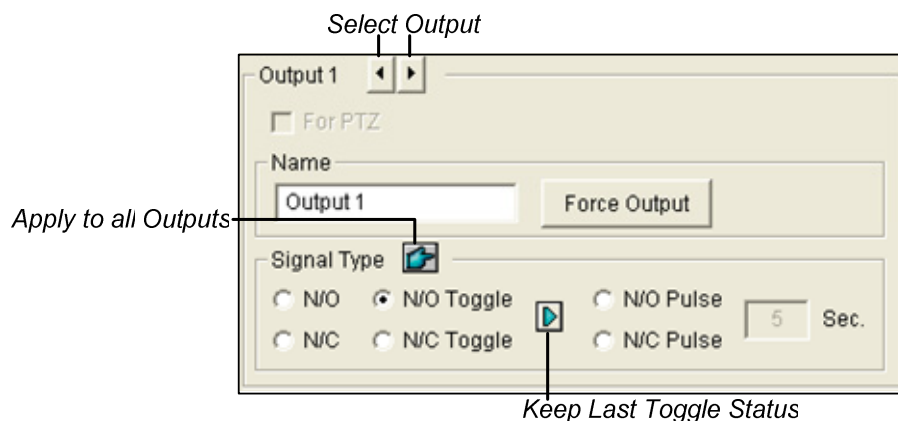 Select Output
Output 1
For PTZ
Name
Output 1
Force Output
Apply to all Outputs
Signal Type
N/O
N/O Toggle
N/O Pulse
5
Sec.
N/C
N/C Toggle
N/C Pulse
Keep Last Toggle Status